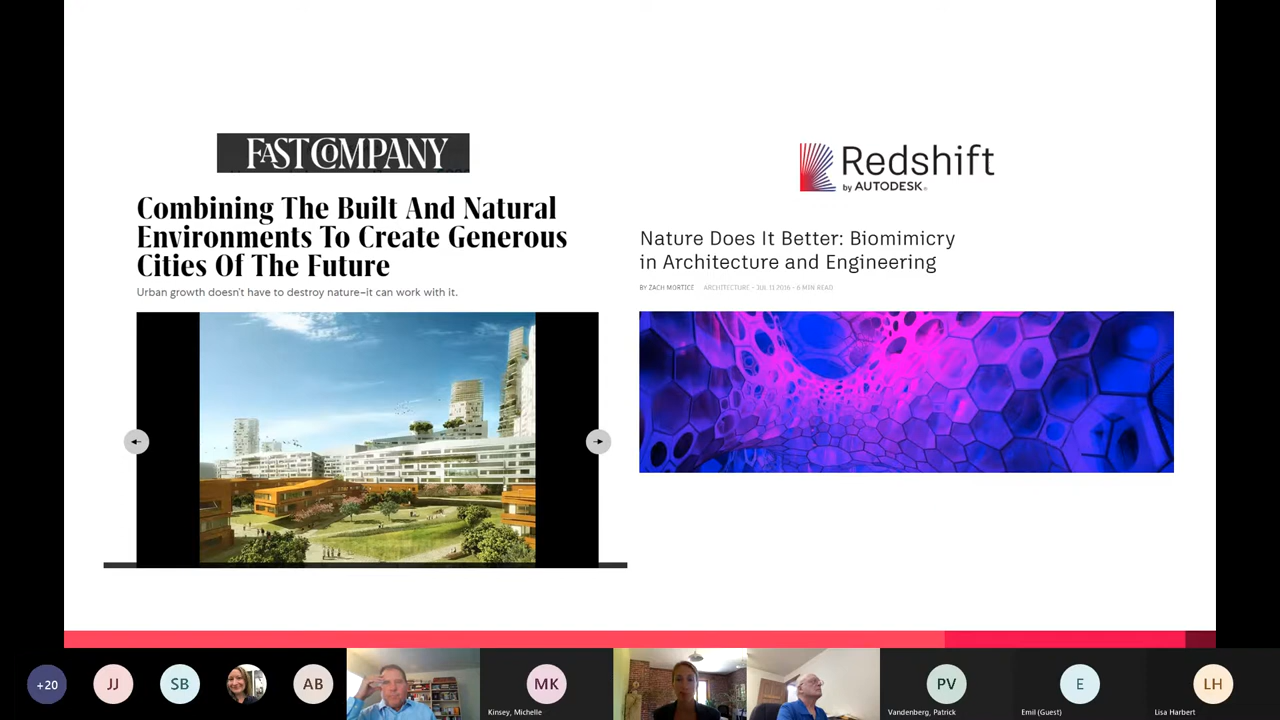 FAST COMPANY
Combining The Built And Natural
Environments To Create Generous
Cities Of The Future
Urban growth doesn't have to destroy nature–it can work with it.
Redshift
by AUTODESK®
Nature Does It Better: Biomimicry
in Architecture and Engineering
BY ZACH MORTICE ARCHITECTURE - JUL 13 2016 - 8 MIN READ
+20
JJ
SB
AB
MK
Kinsey, Michelle
PV
Vandenberg, Patrick
E
Emil (Guest)
LH
Lisa Harbert